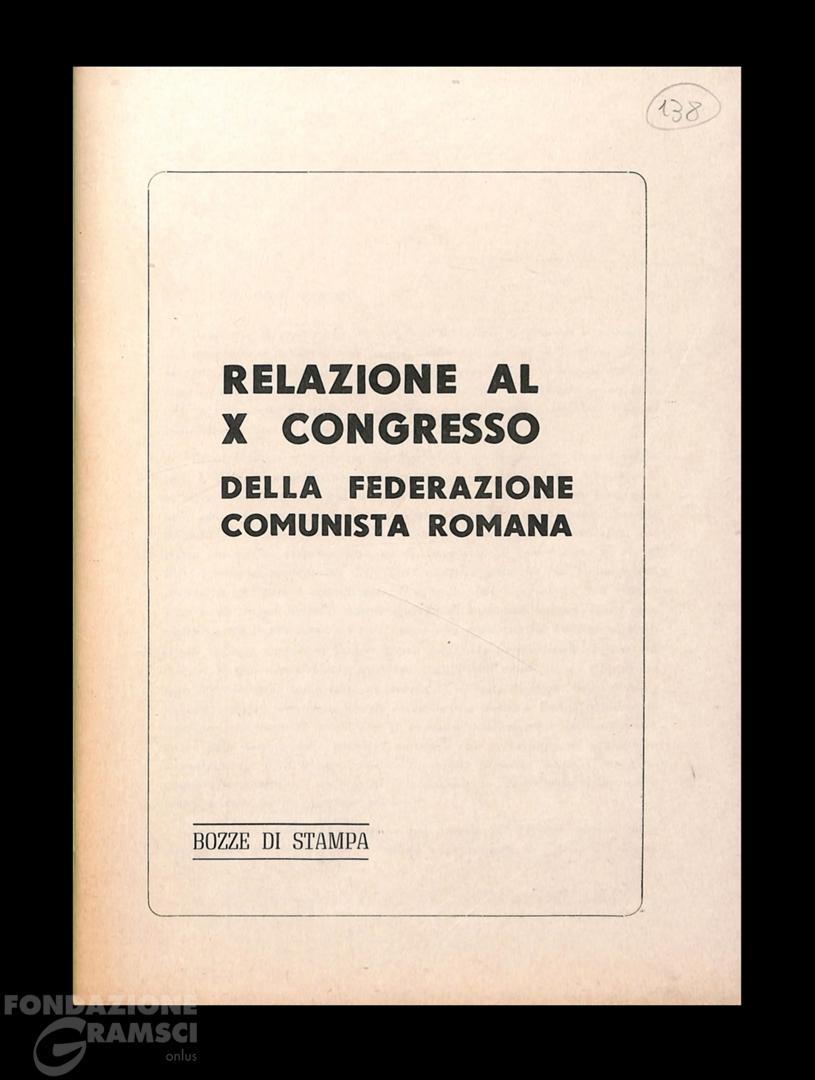 138
RELAZIONE AL
X CONGRESSO
DELLA FEDERAZIONE
COMUNISTA ROMANA
BOZZE DI STAMPA
FONDAZIONE
GRAMSCI
onlus